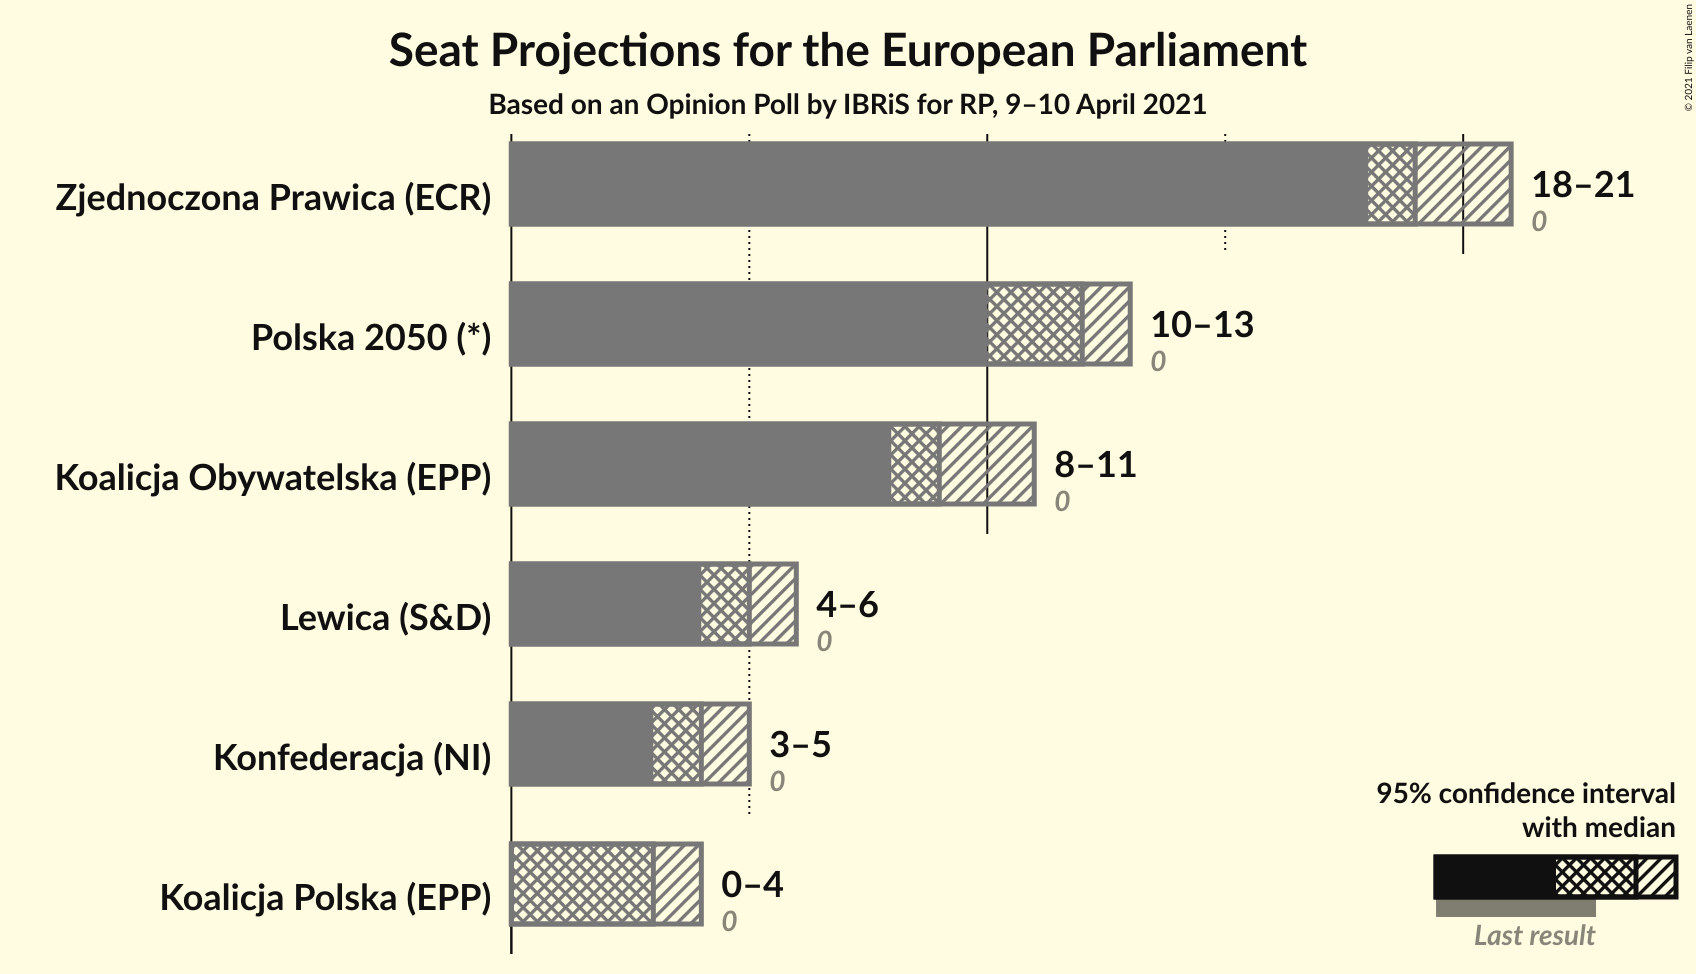 Seat Projections for the European Parliament
Based on an Opinion Poll by IBRiS for RP, 9–10 April 2021
© 2021 Filip van Laenen
Zjednoczona Prawica (ECR)
18–21
0
Polska 2050 (*)
10–13
0
Koalicja Obywatelska (EPP)
8–11
0
Lewica (S&D)
4–6
0
Konfederacja (NI)
3–5
0
Koalicja Polska (EPP)
0–4
0
95% confidence interval
with median
Last result